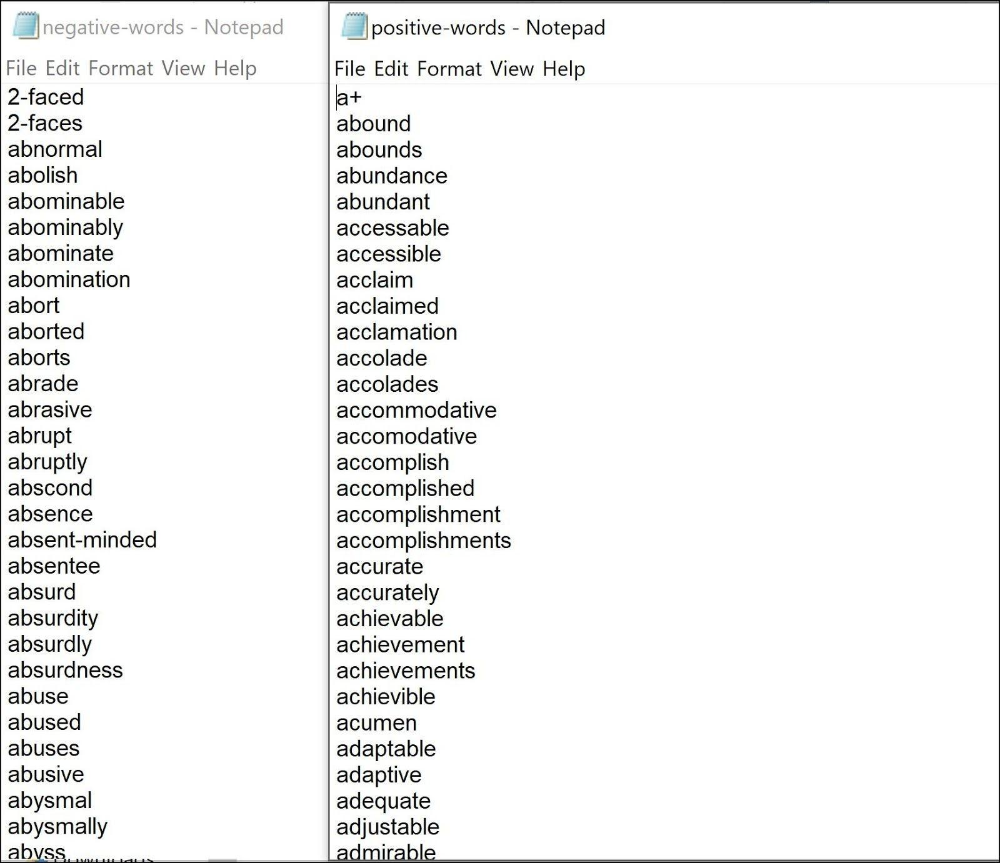 negative-words - Notepad
File Edit Format View Help
2-faced
2-faces
abnormal
abolish
abominable
abominably
abominate
abomination
abort
aborted
aborts
abrade
abrasive
abrupt
abruptly
abscond
absence
absent-minded
absentee
absurd
absurdity
absurdly
absurdness
abuse
abused
abuses
abusive
abysmal
abysmally
abyss
positive-words - Notepad
File Edit Format View Help
a+
abound
abounds
abundance
abundant
accessable
accessible
acclaim
acclaimed
acclamation
accolade
accolades
accommodative
accomodative
accomplish
accomplished
accomplishment
accomplishments
accurate
accurately
achievable
achievement
achievements
achievible
acumen
adaptable
adaptive
adequate
adjustable
admirable